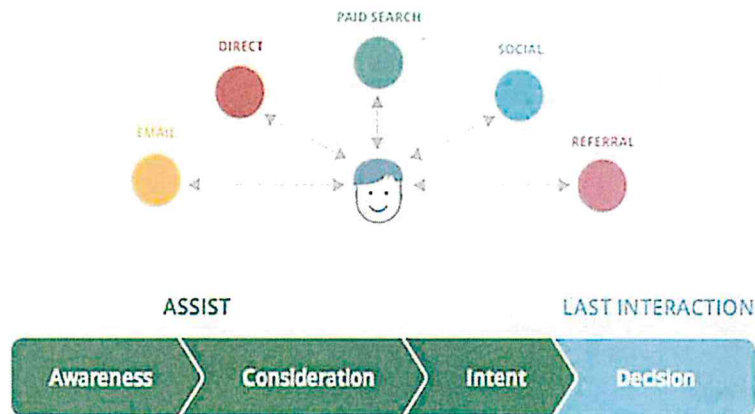 PAID SEARCH
DIRECT
SOCIAL
EMAIL
REFERRAL
ASSIST
LAST INTERACTION
Awareness
Consideration
Intent
Decision